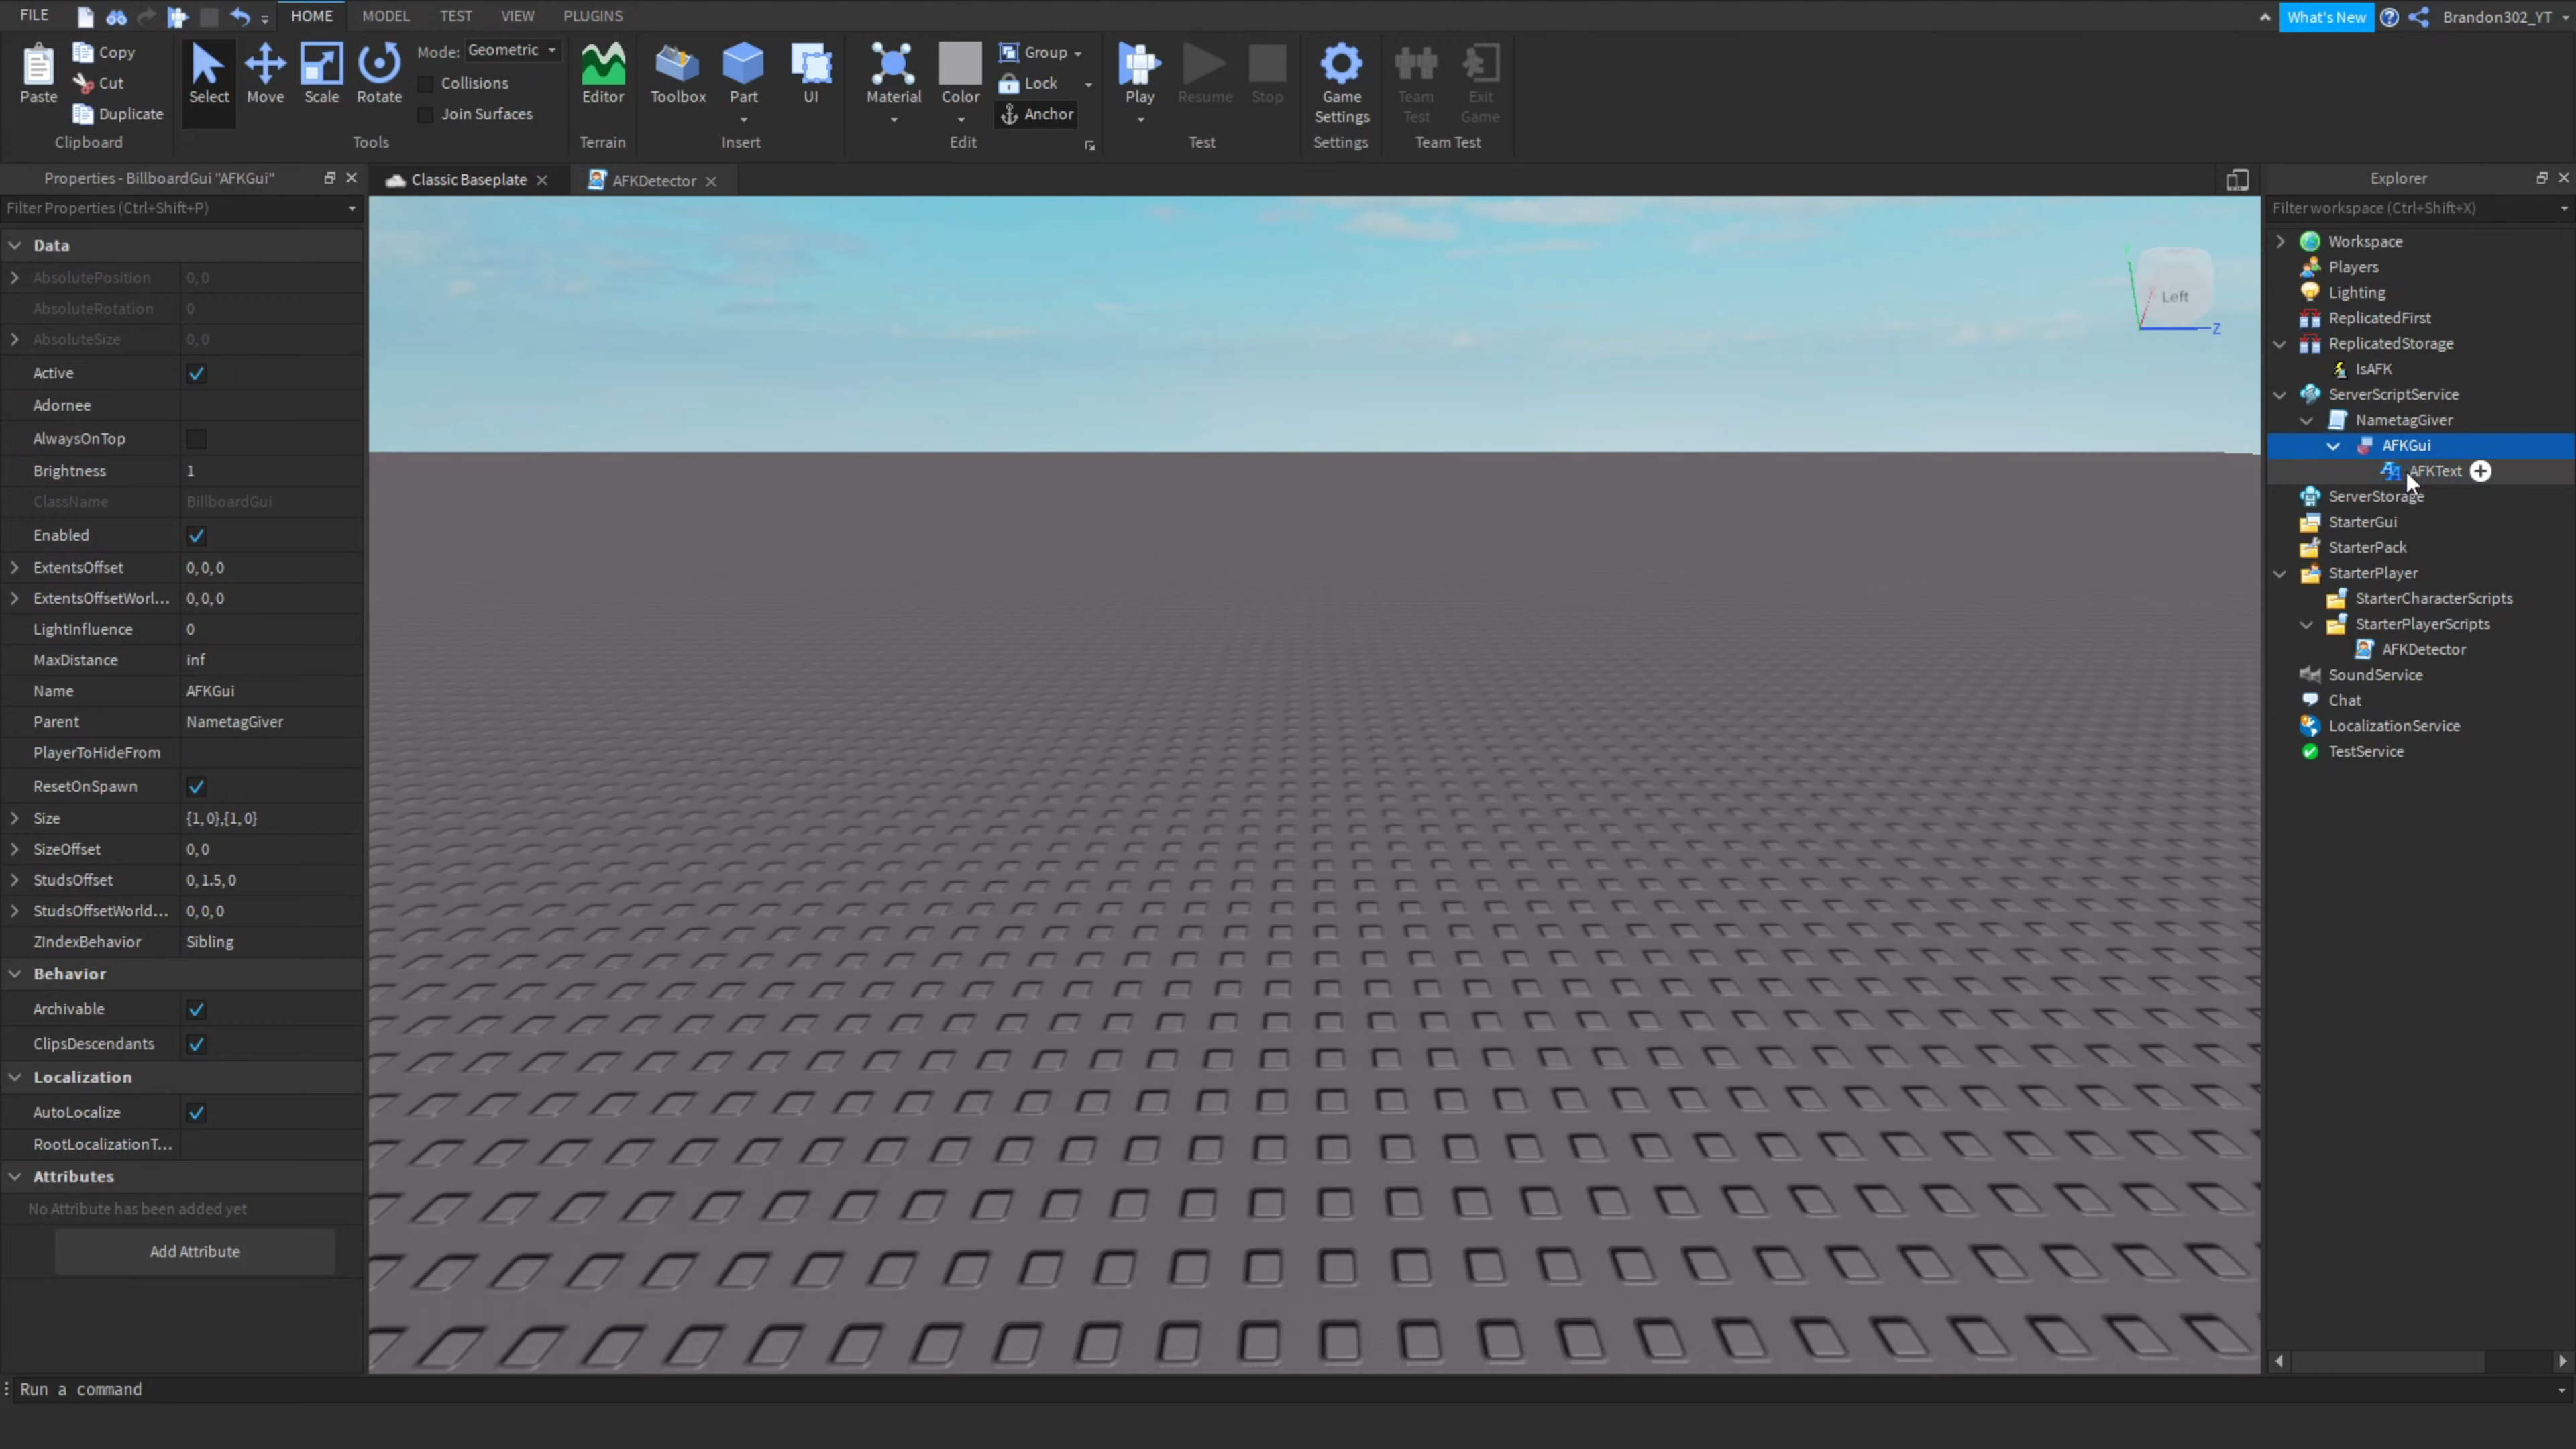 FILE HOME MODEL TEST VIEW PLUGINS What's New Brandon302_YT
Paste Copy Cut Duplicate Clipboard
Select Move Scale Rotate Mode: Geometric Collisions Join Surfaces Tools
Editor Terrain
Toolbox Part UI Insert
Material Color Group Lock Anchor Edit
Play Resume Stop Test
Game Settings Settings
Team Test Exit Game Team Test
Properties - BillboardGui "AFKGui"
Filter Properties (Ctrl+Shift+P)
Data
AbsolutePosition 0,0
AbsoluteRotation 0
AbsoluteSize 0,0
Active
Adornee
AlwaysOnTop
Brightness 1
ClassName BillboardGui
Enabled
ExtentsOffset 0,0,0
ExtentsOffsetWorl... 0,0,0
LightInfluence 0
MaxDistance inf
Name AFKGui
Parent NametagGiver
PlayerToHideFrom
ResetOnSpawn
Size {1,0},{1,0}
SizeOffset 0,0
StudsOffset 0,1.5,0
StudsOffsetWorld... 0,0,0
ZIndexBehavior Sibling
Behavior
Archivable
ClipsDescendants
Localization
AutoLocalize
RootLocalizationT...
Attributes
No Attribute has been added yet
Add Attribute
Classic Baseplate AFKDetector
Left
Z
Explorer
Filter workspace (Ctrl+Shift+X)
Workspace
Players
Lighting
ReplicatedFirst
ReplicatedStorage
IsAFK
ServerScriptService
NametagGiver
AFKGui
AFKText
ServerStorage
StarterGui
StarterPack
StarterPlayer
StarterCharacterScripts
StarterPlayerScripts
AFKDetector
SoundService
Chat
LocalizationService
TestService
Run a command